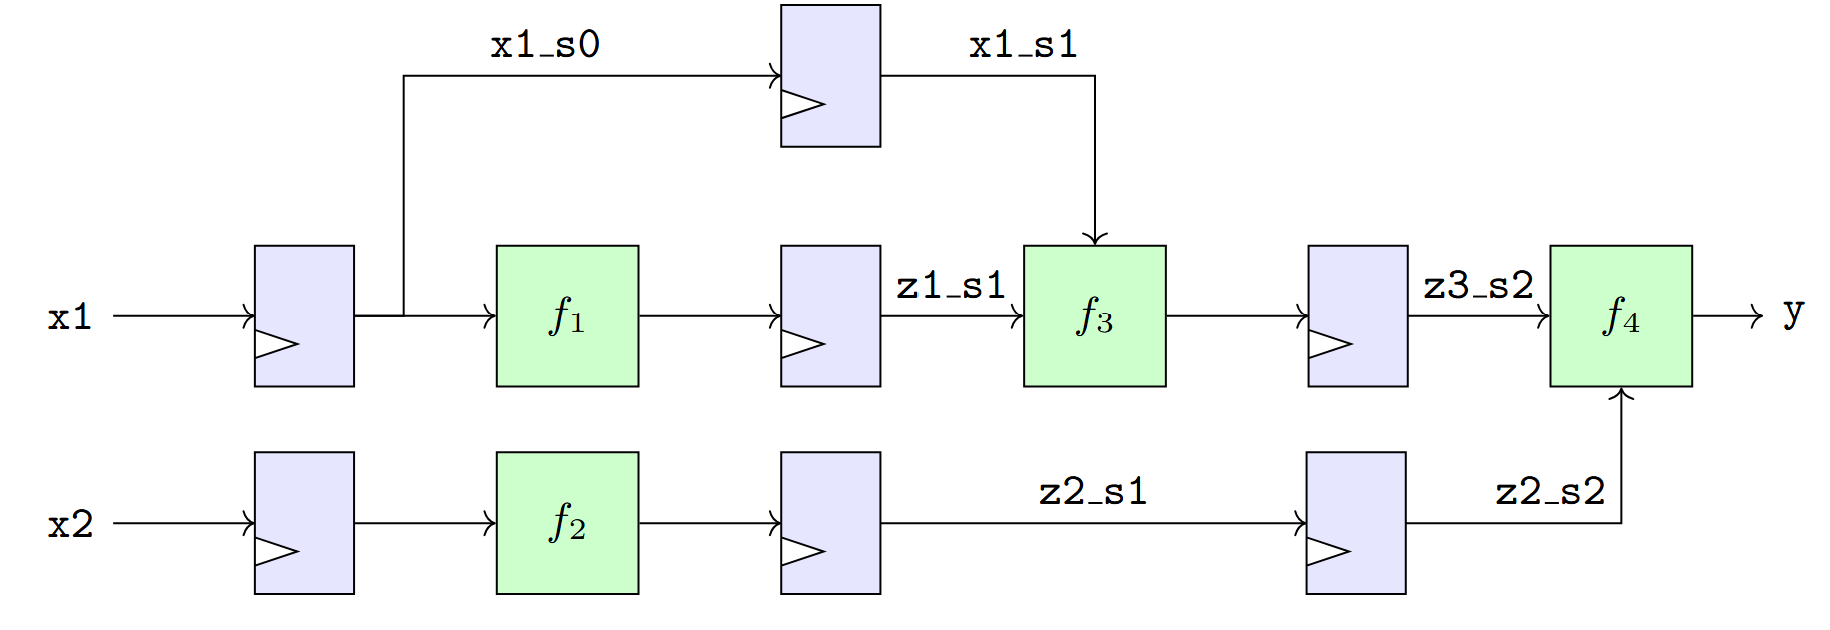 x1_s0
x1_s1
x1
f1
z1_s1
f3
z3_s2
f4
y
x2
f2
z2_s1
z2_s2